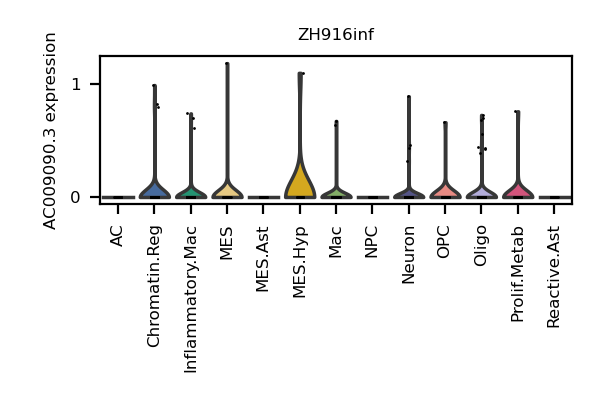 ZH916inf
AC009090.3 expression
1
0
AC
Chromatin.Reg
Inflammatory.Mac
MES
MES.Ast
MES.Hyp
Mac
NPC
Neuron
OPC
Oligo
Prolif.Metab
Reactive.Ast